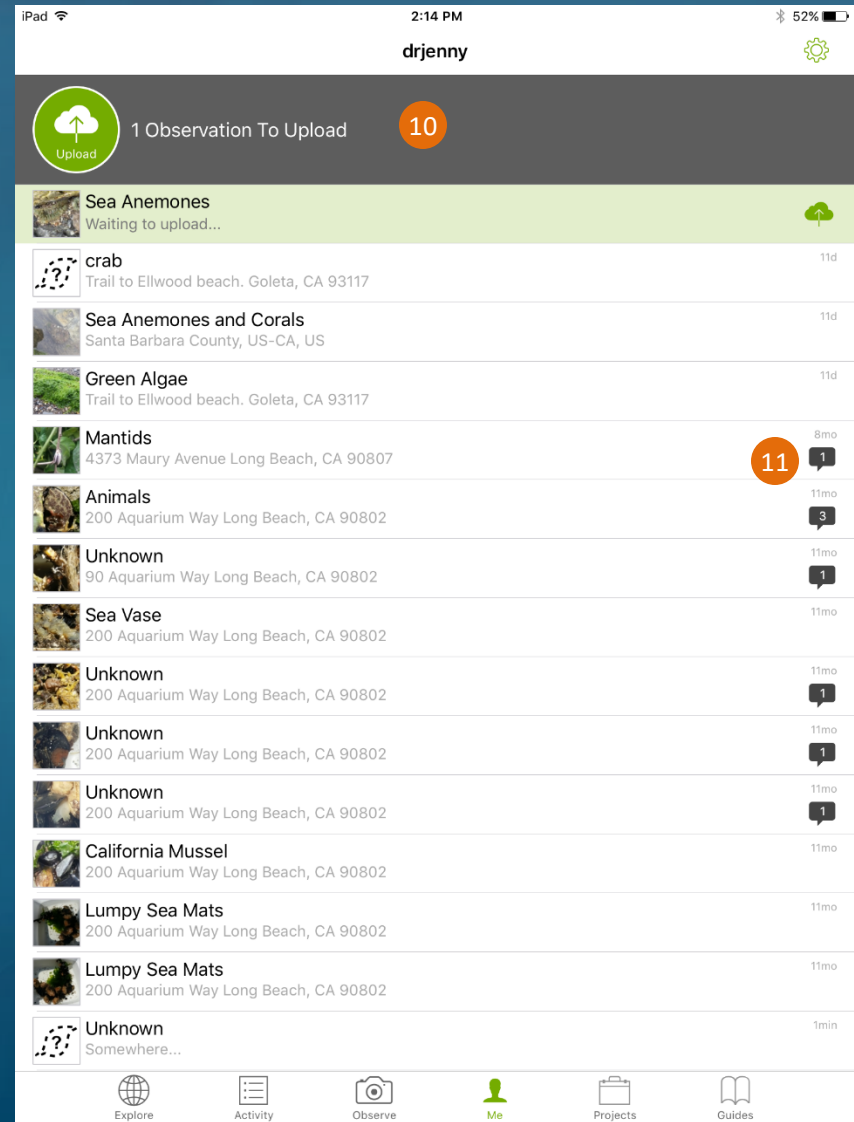 iPad 2:14 PM 52%
drjenny
Upload
1 Observation To Upload
10
Sea Anemones
Waiting to upload...
crab
11d
Trail to Ellwood beach. Goleta, CA 93117
Sea Anemones and Corals
11d
Santa Barbara County, US-CA, US
Green Algae
11d
Trail to Ellwood beach. Goleta, CA 93117
Mantids
8mo
4373 Maury Avenue Long Beach, CA 90807
11
1
Animals
11mo
200 Aquarium Way Long Beach, CA 90802
3
Unknown
11mo
90 Aquarium Way Long Beach, CA 90802
1
Sea Vase
11mo
200 Aquarium Way Long Beach, CA 90802
Unknown
11mo
200 Aquarium Way Long Beach, CA 90802
1
Unknown
11mo
200 Aquarium Way Long Beach, CA 90802
1
Unknown
11mo
200 Aquarium Way Long Beach, CA 90802
1
California Mussel
11mo
200 Aquarium Way Long Beach, CA 90802
Lumpy Sea Mats
11mo
200 Aquarium Way Long Beach, CA 90802
Lumpy Sea Mats
11mo
200 Aquarium Way Long Beach, CA 90802
?
Unknown
1min
Somewhere...
Explore Activity Observe Me Projects Guides